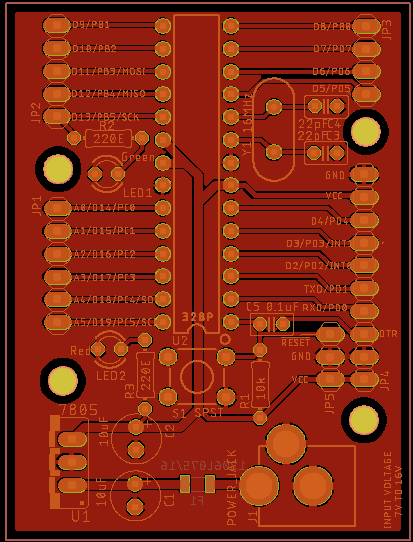 D9/PB1
D8/PB0
JP3
D10/PB2
D7/PD7
D11/PB3/MOSI
D6/PD6
D12/PB4/MISO
D5/PD5
JP2
D13/PB5/SCK
R2
220E
Y1 16MHz
22pF C4
22pF C3
Green
GND
LED1
VCC
JP1
A0/D14/PC0
D4/PD4
A1/D15/PC1
D3/PD3/INT1
A2/D16/PC2
D2/PD2/INT0
A3/D17/PC3
TXD/PD1
A4/D18/PC4/SD
RXD/PD0
C5 0.1uF
328P
A5/D19/PC5/SC
DTR
U2
RESET
Red
GND
LED2
220E
R3
VCC
JP5
JP4
10k
R1
S1 SPST
7805
10uF
C2
U1
10uF
C1
F1
POWER JACK
J1
INPUT VOLTAGE
7V TO 16V